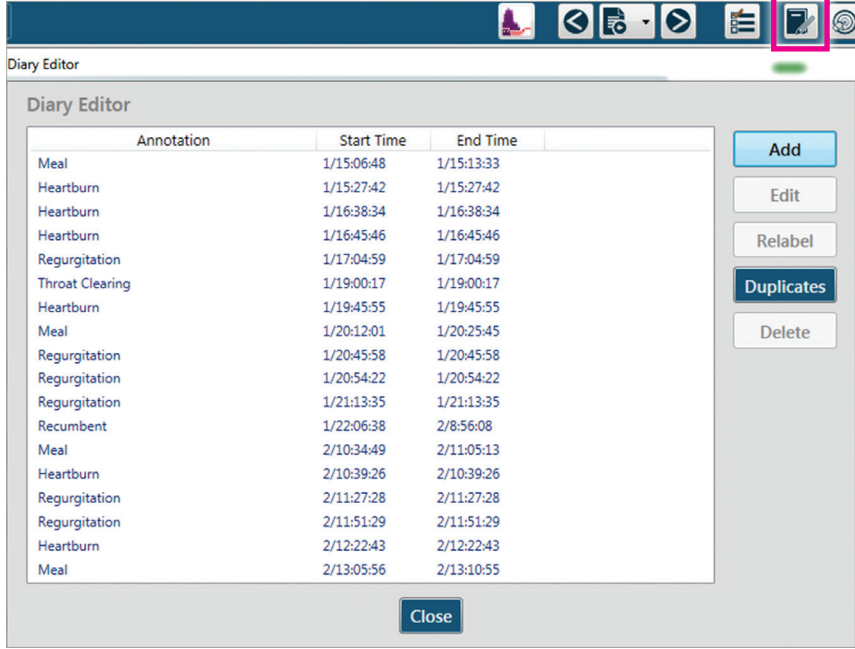 Diary Editor
Diary Editor
Annotation Start Time End Time
Meal 1/15:06:48 1/15:13:33
Heartburn 1/15:27:42 1/15:27:42
Heartburn 1/16:38:34 1/16:38:34
Heartburn 1/16:45:46 1/16:45:46
Regurgitation 1/17:04:59 1/17:04:59
Throat Clearing 1/19:00:17 1/19:00:17
Heartburn 1/19:45:55 1/19:45:55
Meal 1/20:12:01 1/20:25:45
Regurgitation 1/20:45:58 1/20:45:58
Regurgitation 1/20:54:22 1/20:54:22
Regurgitation 1/21:13:35 1/21:13:35
Recumbent 1/22:06:38 2/8:56:08
Meal 2/10:34:49 2/11:05:13
Heartburn 2/10:39:26 2/10:39:26
Regurgitation 2/11:27:28 2/11:27:28
Regurgitation 2/11:51:29 2/11:51:29
Heartburn 2/12:22:43 2/12:22:43
Meal 2/13:05:56 2/13:10:55
Add
Edit
Relabel
Duplicates
Delete
Close